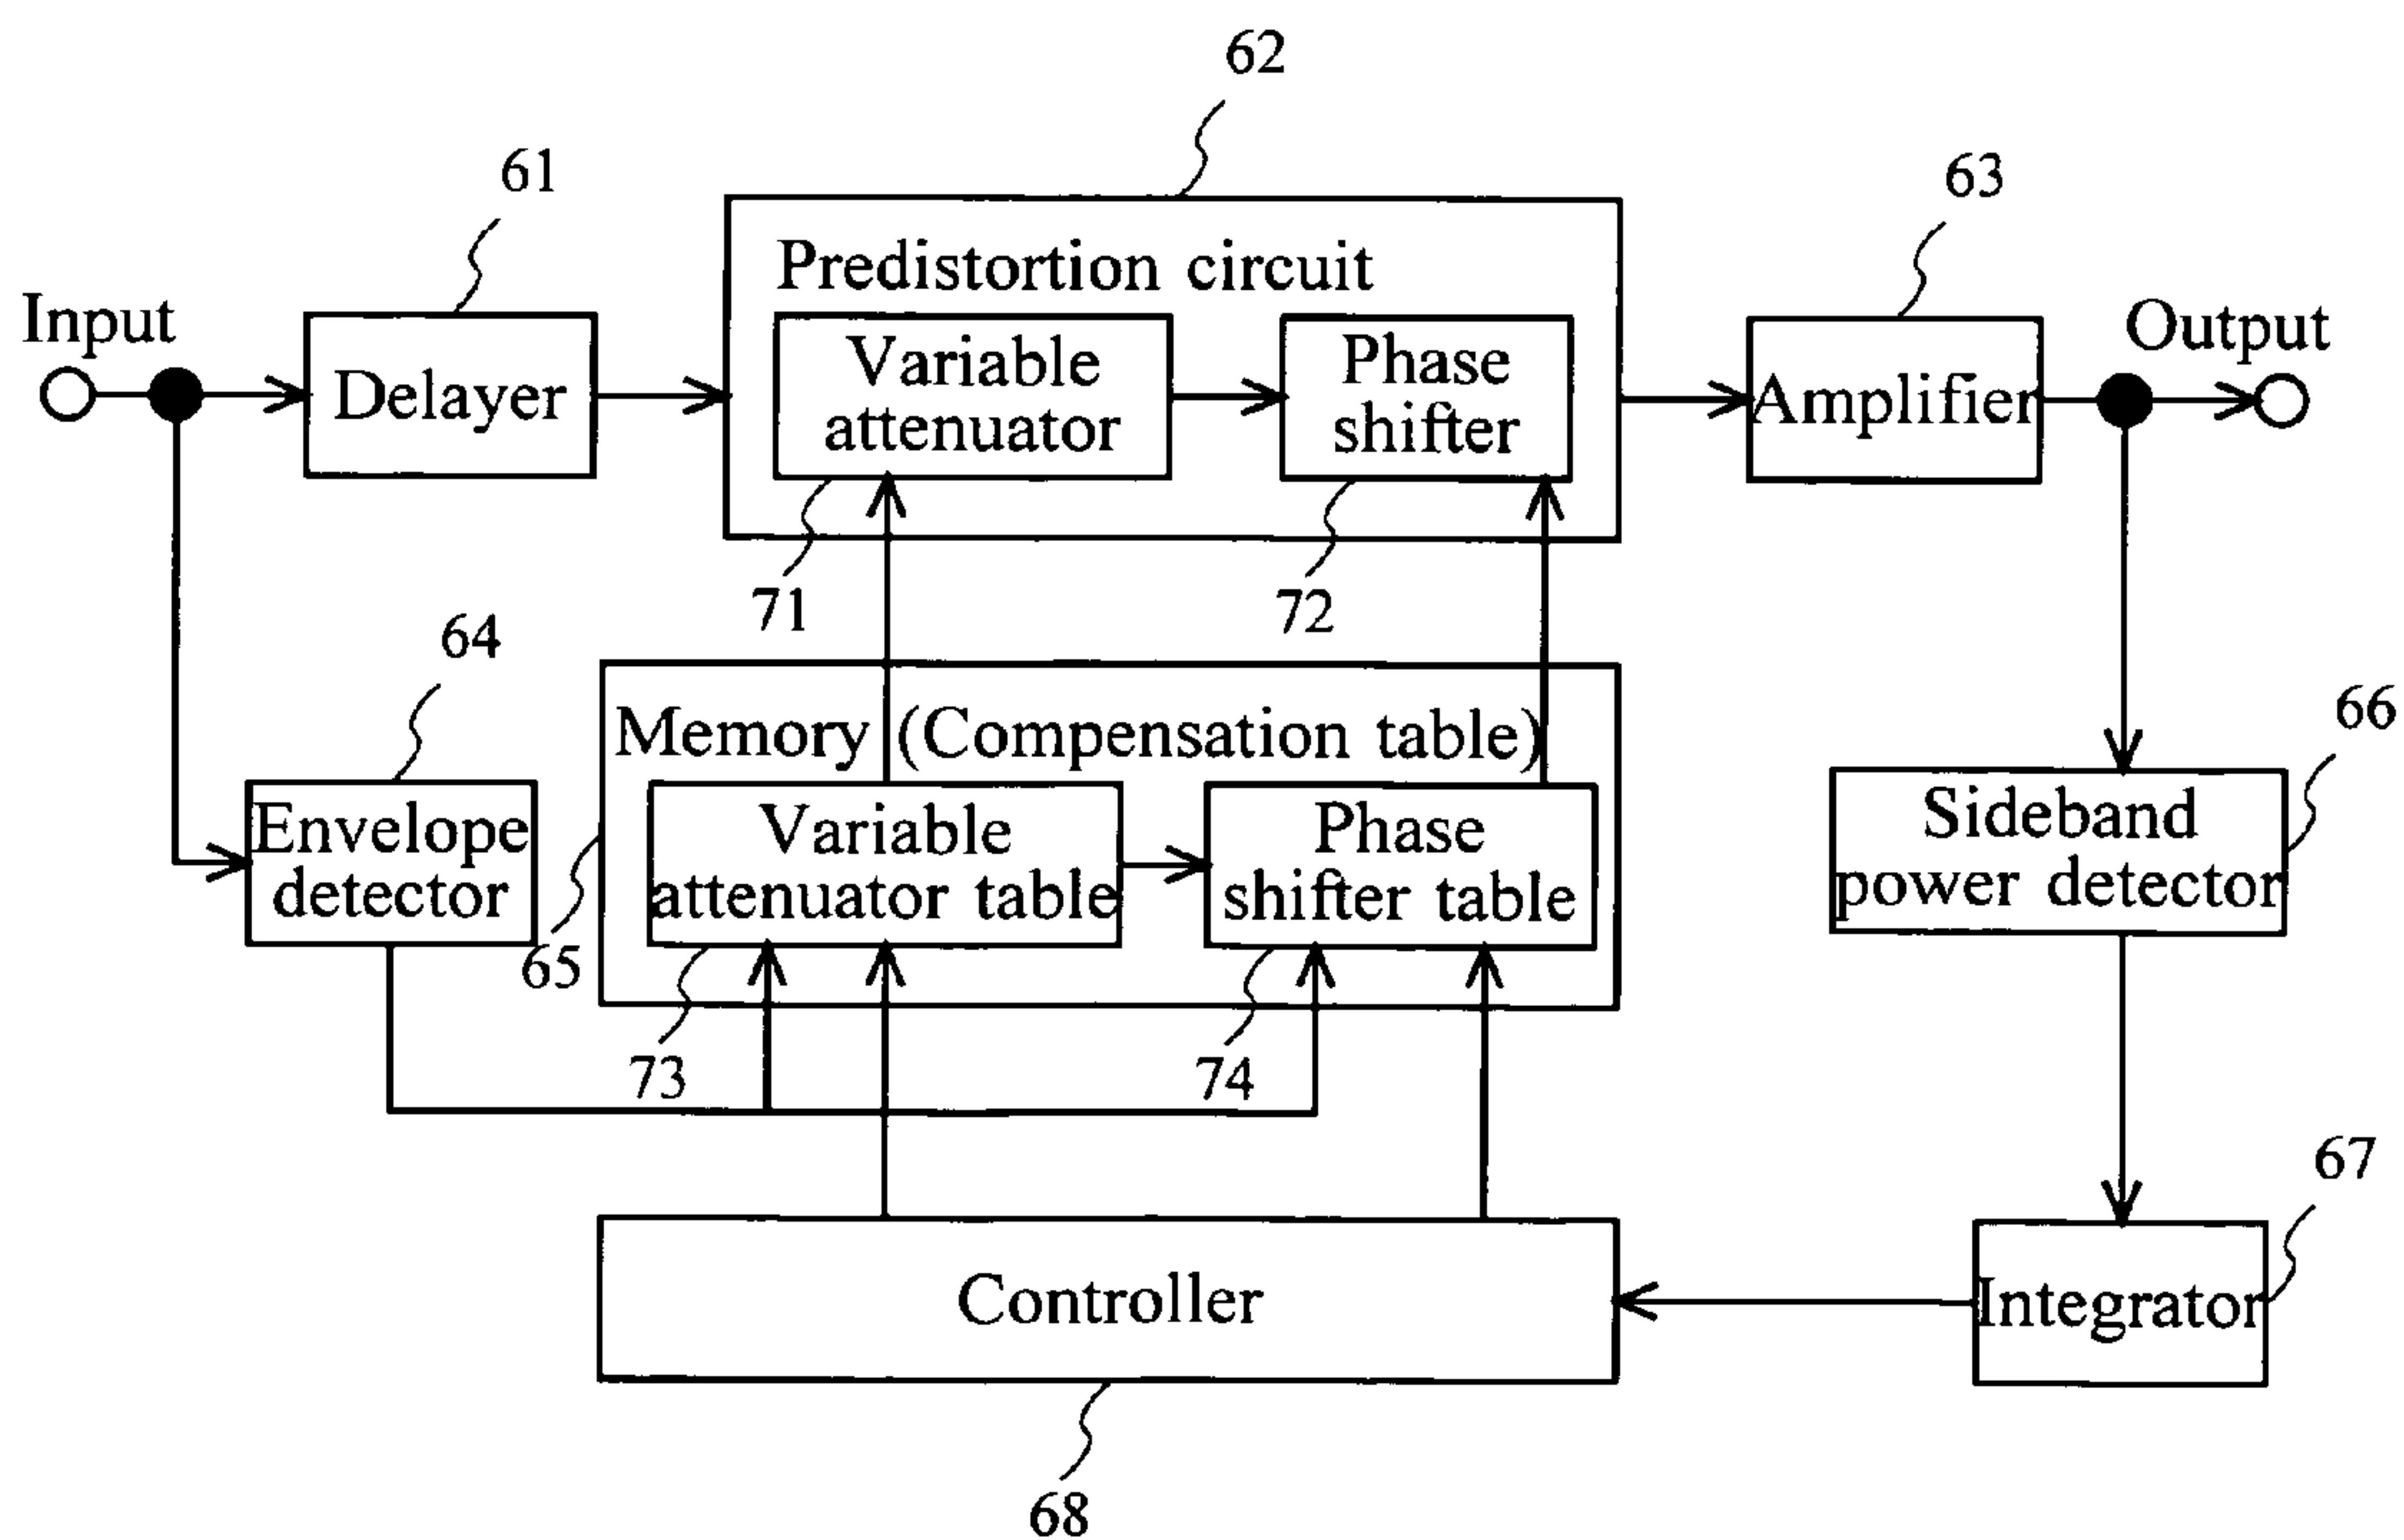 62
61
63
Predistortion circuit
Input
Output
Delayer
Variable
attenuator
Phase
shifter
Amplifier
71
72
64
66
Memory (Compensation table)
Envelope
detector
Variable
attenuator table
Phase
shifter table
Sideband
power detector
65
73
74
67
Controller
Integrator
68